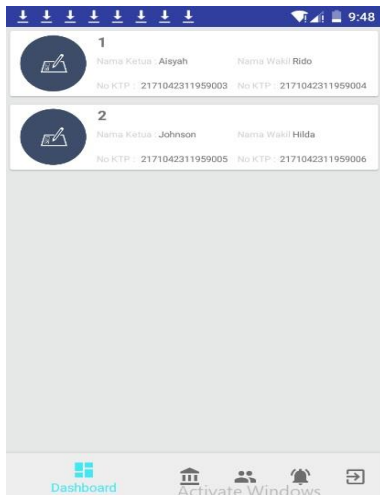 9:48
1
Nama Ketua : Aisyah Nama Wakil Rido
No KTP : 2171042311959003 No KTP : 2171042311959004
2
Nama Ketua : Johnson Nama Wakil Hilda
No KTP : 2171042311959005 No KTP : 2171042311959006
Dashboard
Activate Windows